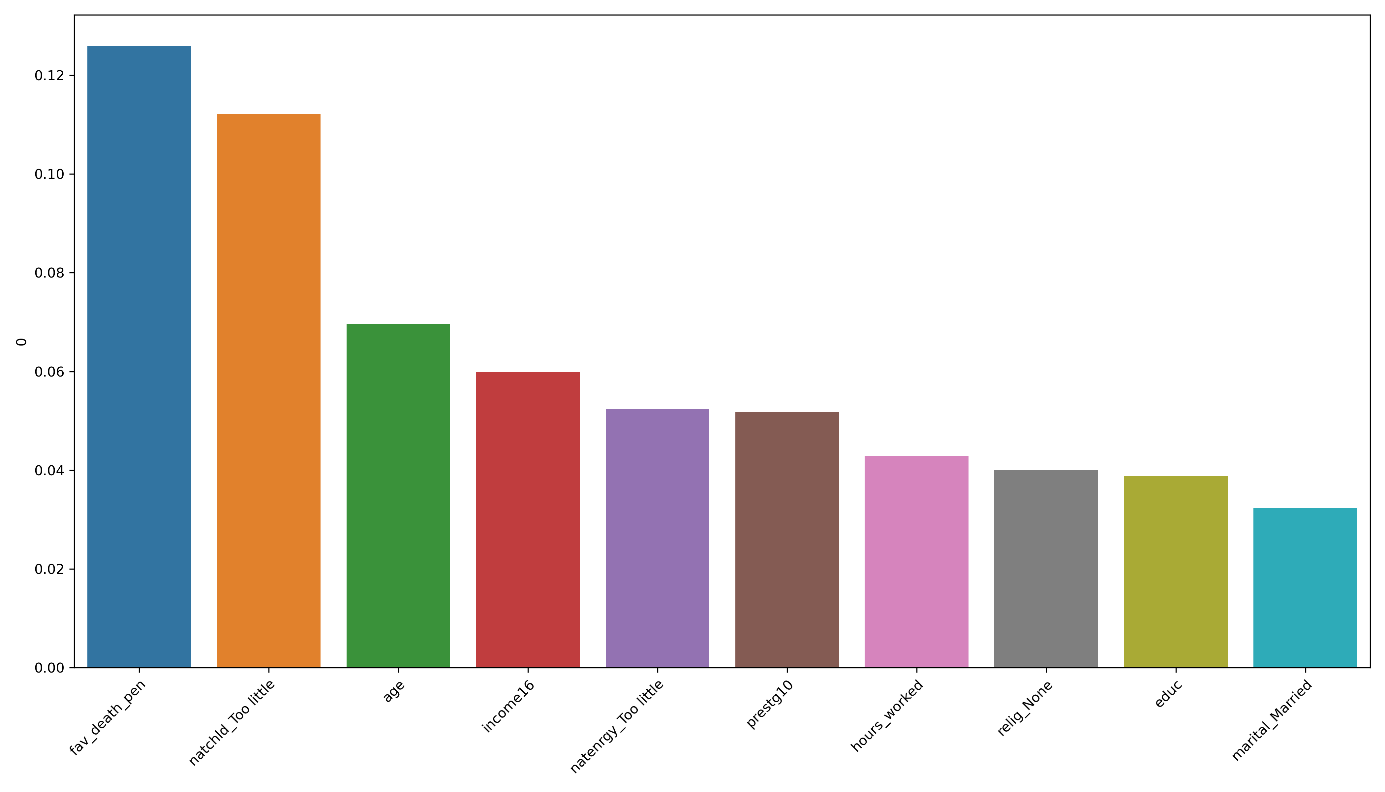 0.12
0.10
0.08
0.06
0.04
0.02
0.00
0
fav_death_pen
natchld_Too little
age
income16
natenrgy_Too little
prestg10
hours_worked
relig_None
educ
marital_Married